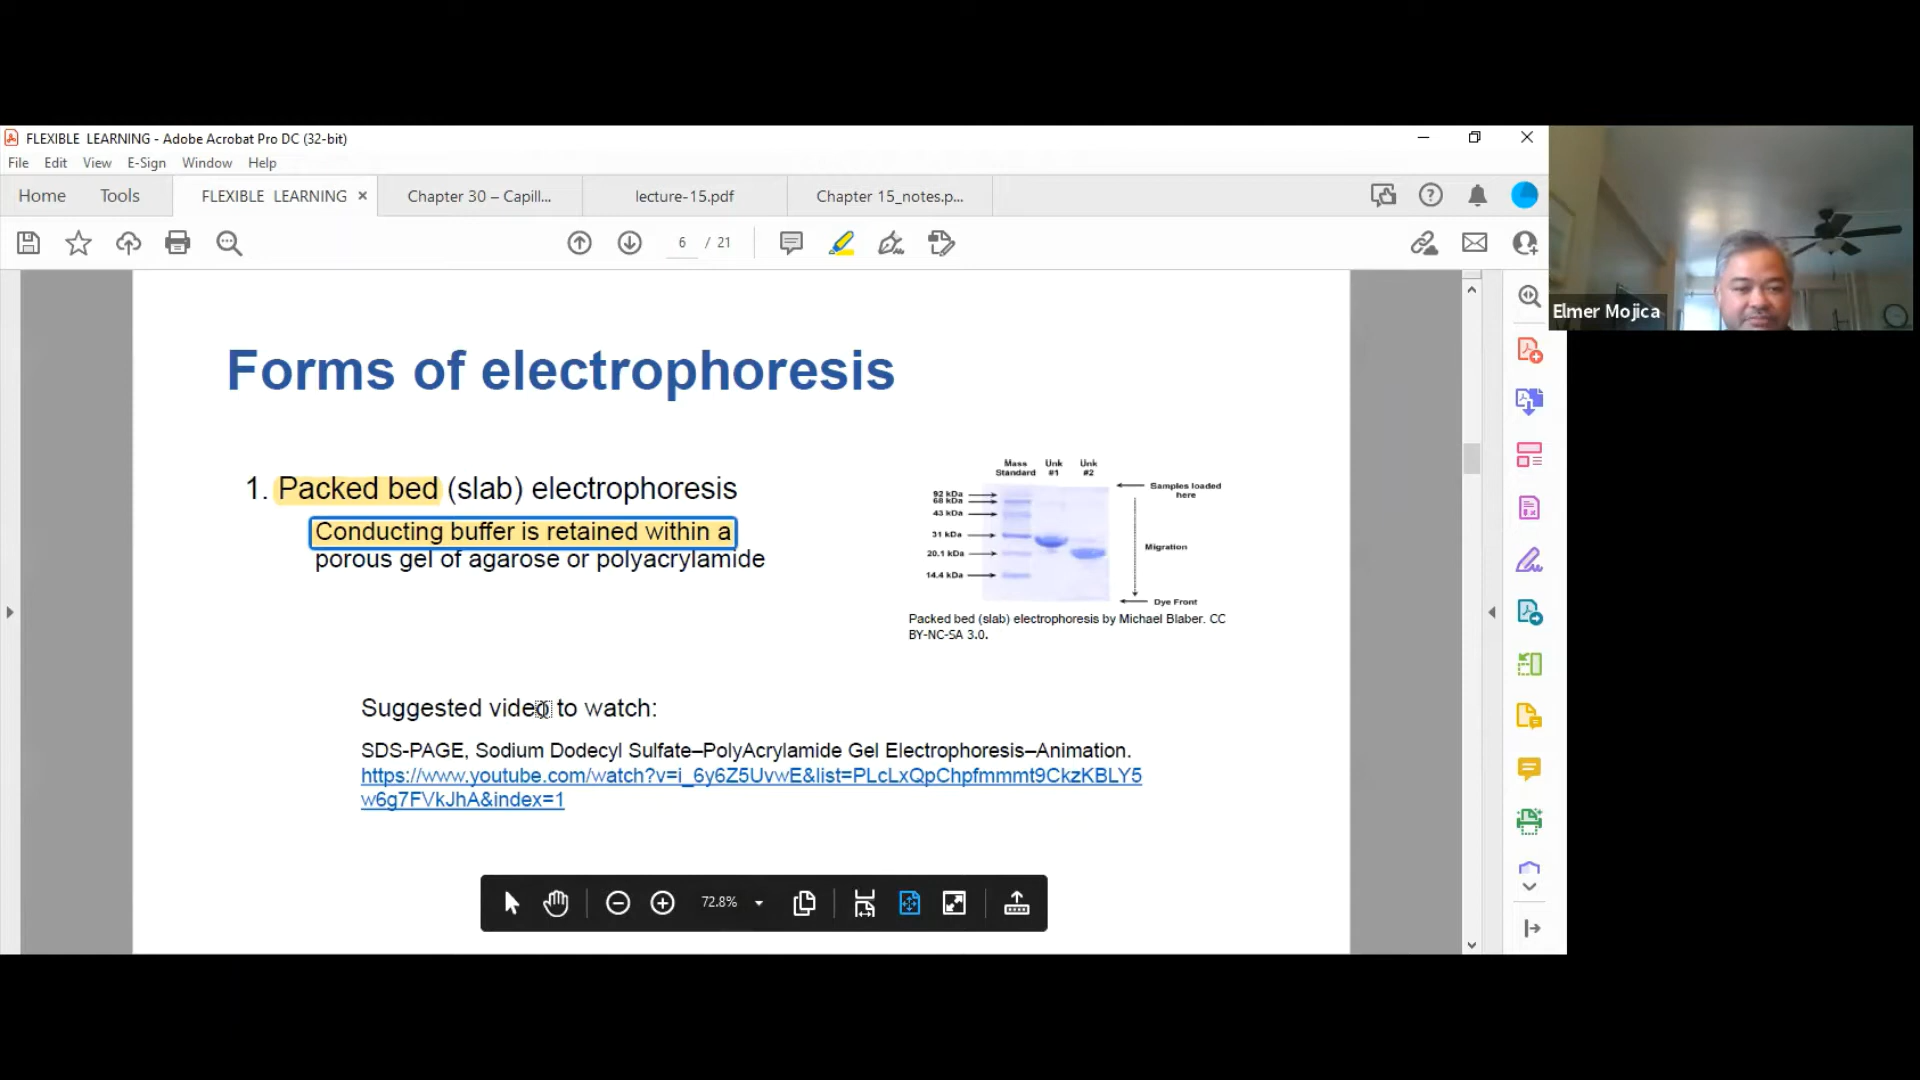 FLEXIBLE LEARNING - Adobe Acrobat Pro DC (32-bit)
File Edit View E-Sign Window Help
Home Tools FLEXIBLE LEARNING × Chapter 30 – Capill... lecture-15.pdf Chapter 15_notes.p...
6 / 21
Elmer Mojica
Forms of electrophoresis
1. Packed bed (slab) electrophoresis
Conducting buffer is retained within a
porous gel of agarose or polyacrylamide
Mass Standard Unk #1 Unk #2
92 kDa
68 kDa
43 kDa
31 kDa
20.1 kDa
14.4 kDa
Samples loaded
here
Migration
Dye Front
Packed bed (slab) electrophoresis by Michael Blaber. CC
BY-NC-SA 3.0.
Suggested video to watch:
SDS-PAGE, Sodium Dodecyl Sulfate–PolyAcrylamide Gel Electrophoresis–Animation.
https://www.youtube.com/watch?v=i_6y6Z5UvwE&list=PLcLxQpChpfmmmt9CkzKBLY5
w6g7FVkJhA&index=1
72.8%